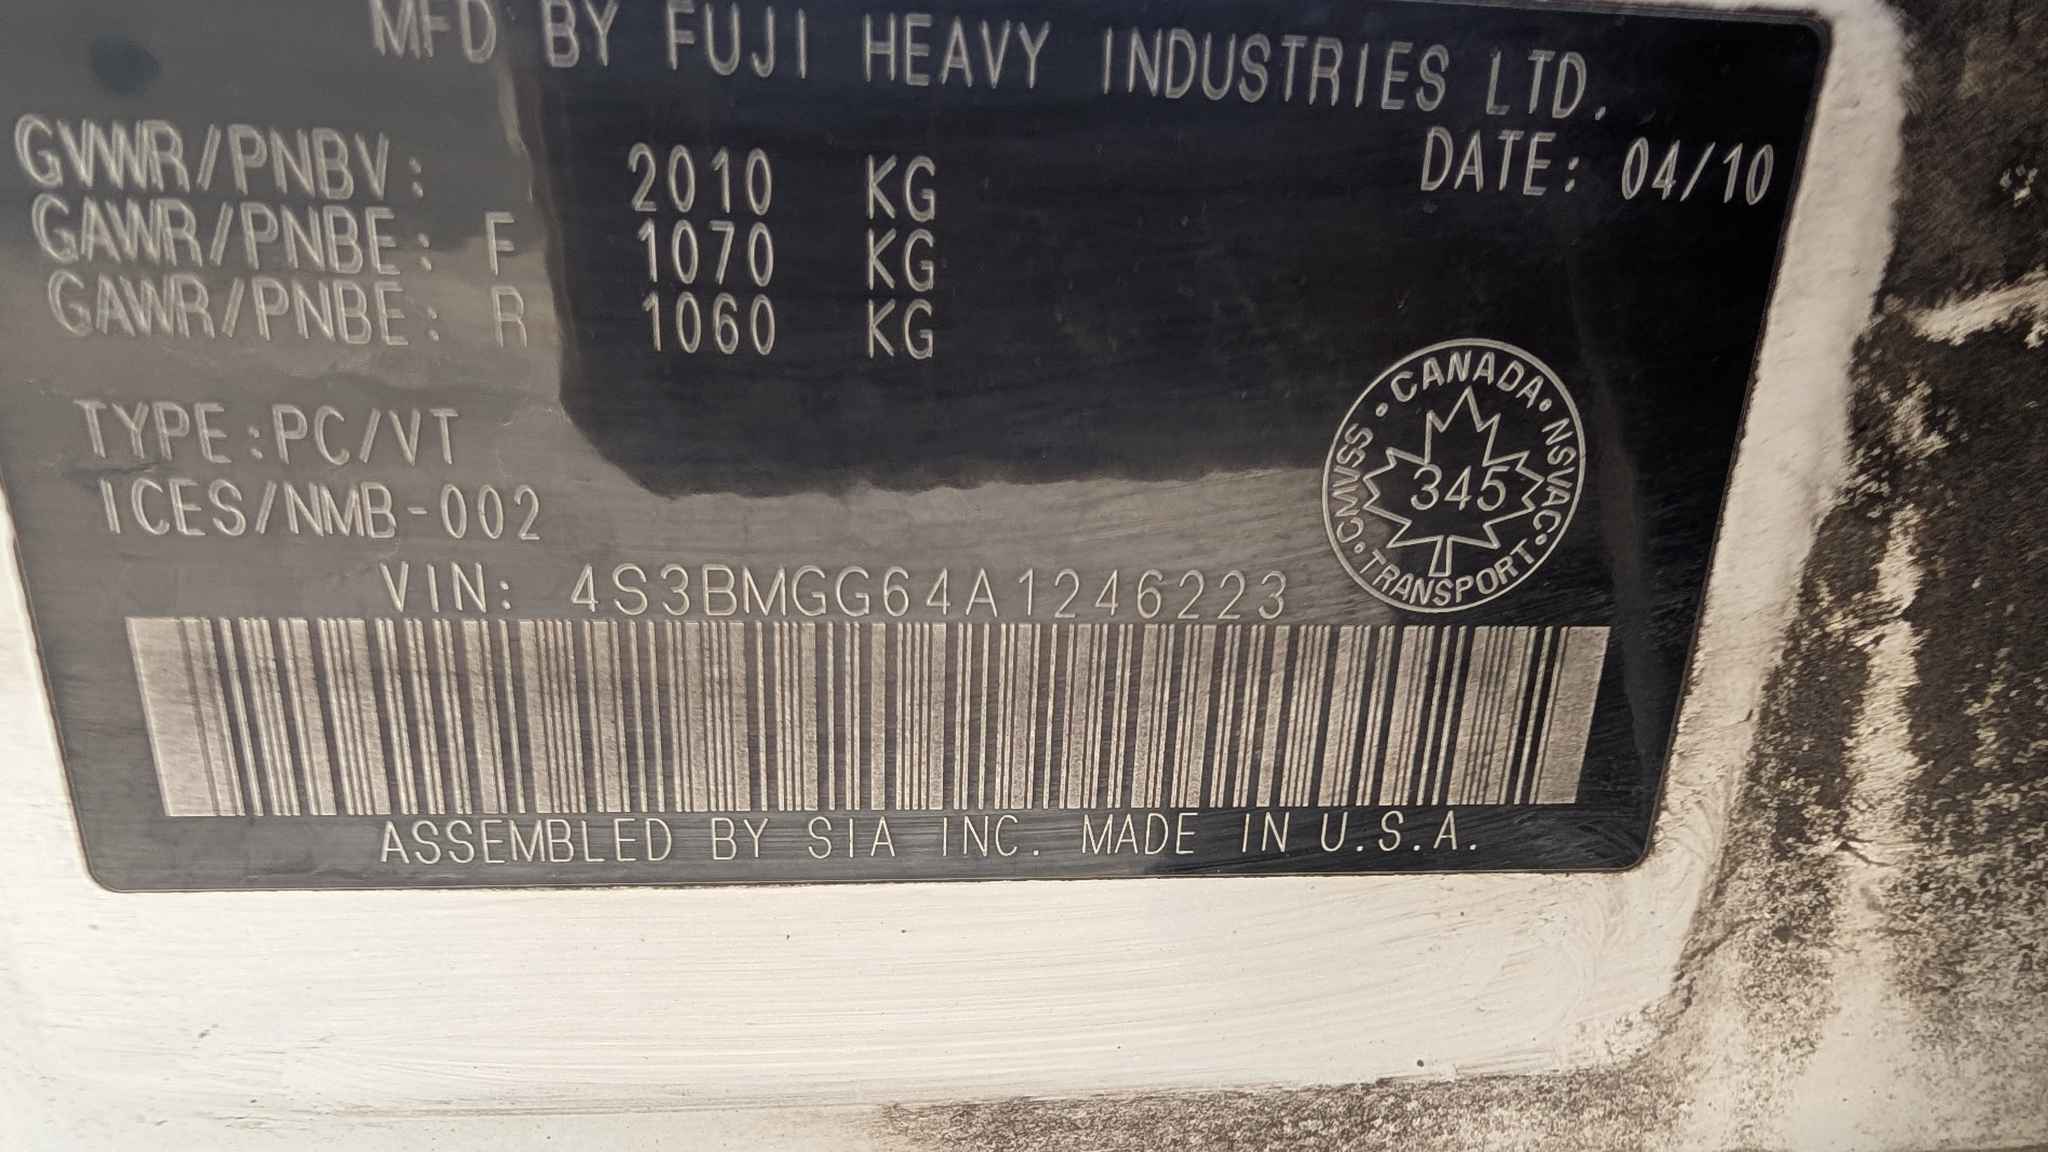 MFD BY FUJI HEAVY INDUSTRIES LTD.
DATE: 04/10
GVWR/PNBV: 2010 KG
GAWR/PNBE: F 1070 KG
GAWR/PNBE: R 1060 KG
TYPE:PC/VT
ICES/NMB-002
CANADA · NSVAC · TRANSPORT · CMVSS ·
345
VIN: 4S3BMGG64A1246223
ASSEMBLED BY SIA INC. MADE IN U.S.A.